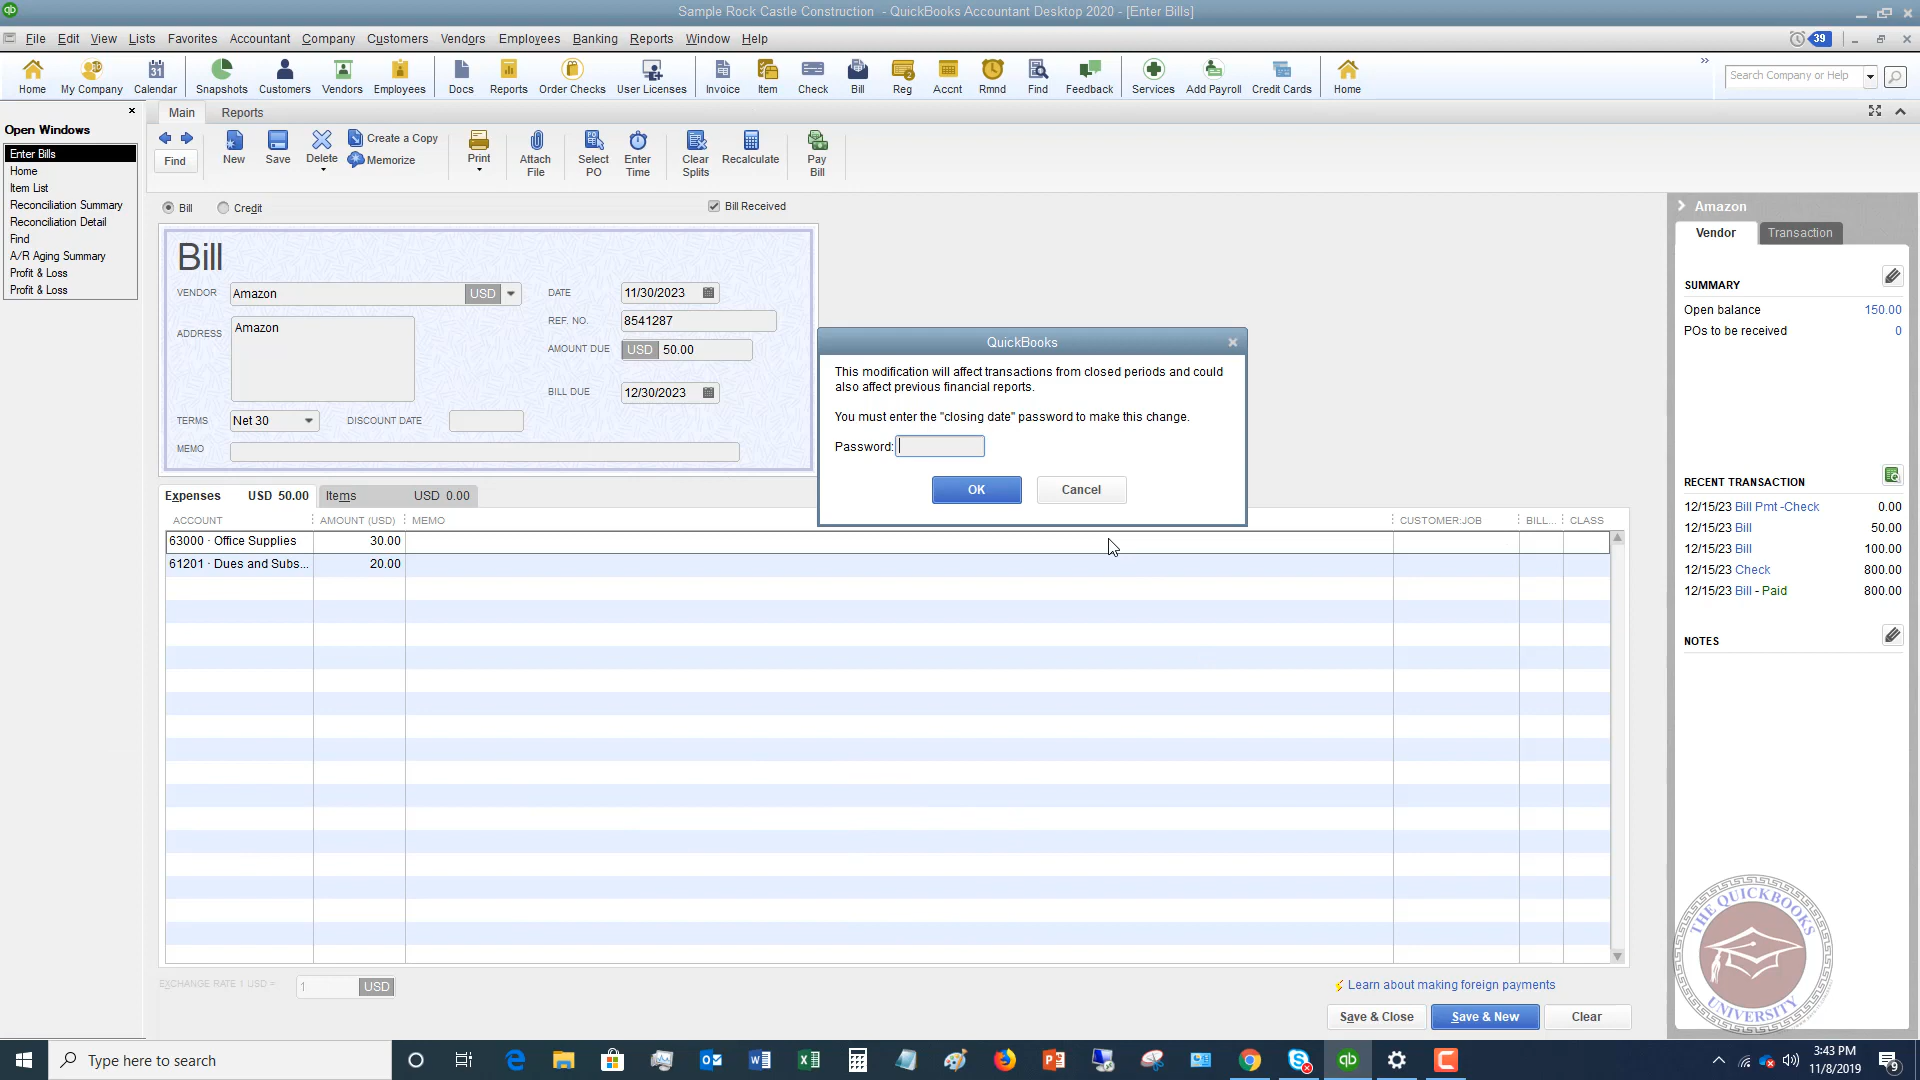 Sample Rock Castle Construction - QuickBooks Accountant Desktop 2020 - [Enter Bills]
File Edit View Lists Favorites Accountant Company Customers Vendors Employees Banking Reports Window Help
39
Home My Company Calendar Snapshots Customers Vendors Employees Docs Reports Order Checks User Licenses Invoice Item Check Bill Reg Accnt Rmnd Find Feedback Services Add Payroll Credit Cards Home
Search Company or Help
Open Windows
Enter Bills
Home
Item List
Reconciliation Summary
Reconciliation Detail
Find
A/R Aging Summary
Profit & Loss
Profit & Loss
Main Reports
Find
New
Save
Delete
Create a Copy
Memorize
Print
Attach File
Select PO
Enter Time
Clear Splits
Recalculate
Pay Bill
Bill Credit
Bill Received
Bill
VENDOR Amazon USD
DATE 11/30/2023
ADDRESS Amazon
REF. NO. 8541287
AMOUNT DUE USD 50.00
BILL DUE 12/30/2023
TERMS Net 30 DISCOUNT DATE
MEMO
QuickBooks
This modification will affect transactions from closed periods and could
also affect previous financial reports.
You must enter the "closing date" password to make this change.
Password:
OK Cancel
Expenses USD 50.00 Items USD 0.00
ACCOUNT AMOUNT (USD) MEMO CUSTOMER:JOB BILL... CLASS
63000 · Office Supplies 30.00
61201 · Dues and Subs... 20.00
EXCHANGE RATE 1 USD = 1 USD
Learn about making foreign payments
Save & Close Save & New Clear
Amazon
Vendor Transaction
SUMMARY
Open balance 150.00
POs to be received 0
RECENT TRANSACTION
12/15/23 Bill Pmt -Check 0.00
12/15/23 Bill 50.00
12/15/23 Bill 100.00
12/15/23 Check 800.00
12/15/23 Bill - Paid 800.00
NOTES
THE QUICKBOOKS
UNIVERSITY
Type here to search
3:43 PM
11/8/2019
9